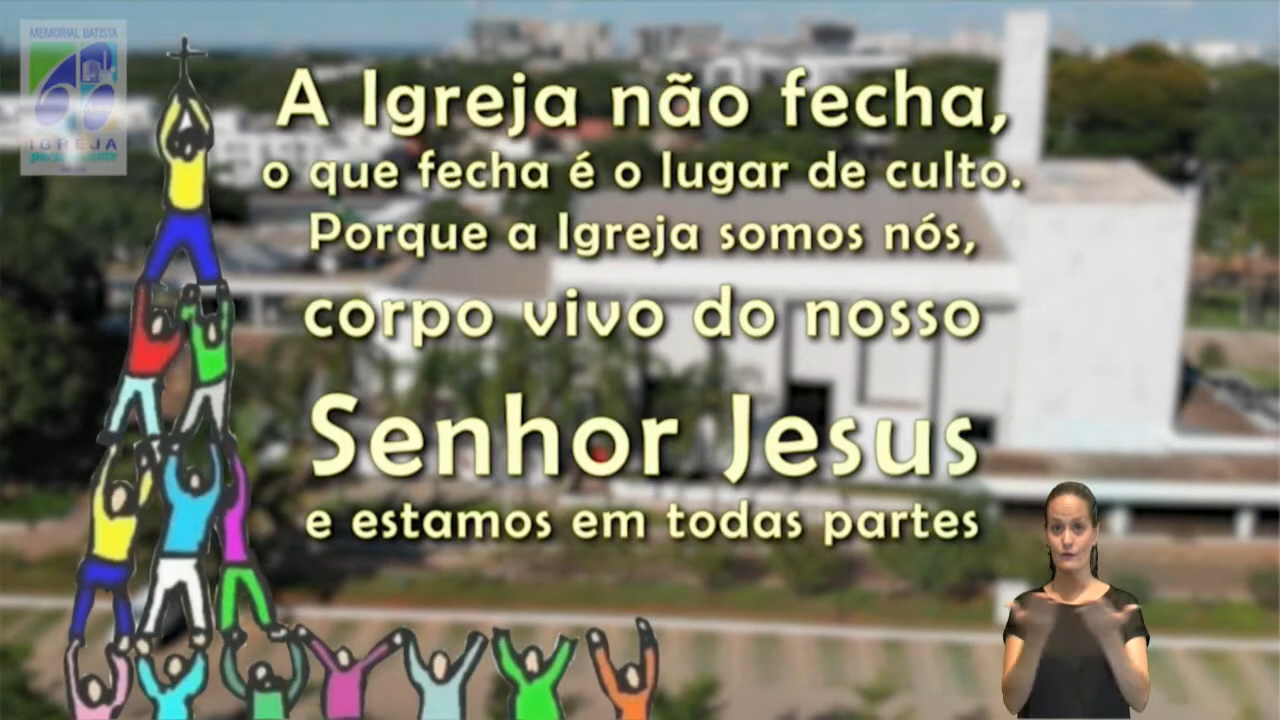 MEMORIAL BATISTA
IGREJA
A Igreja não fecha,
o que fecha é o lugar de culto.
Porque a Igreja somos nós,
corpo vivo do nosso
Senhor Jesus
e estamos em todas partes